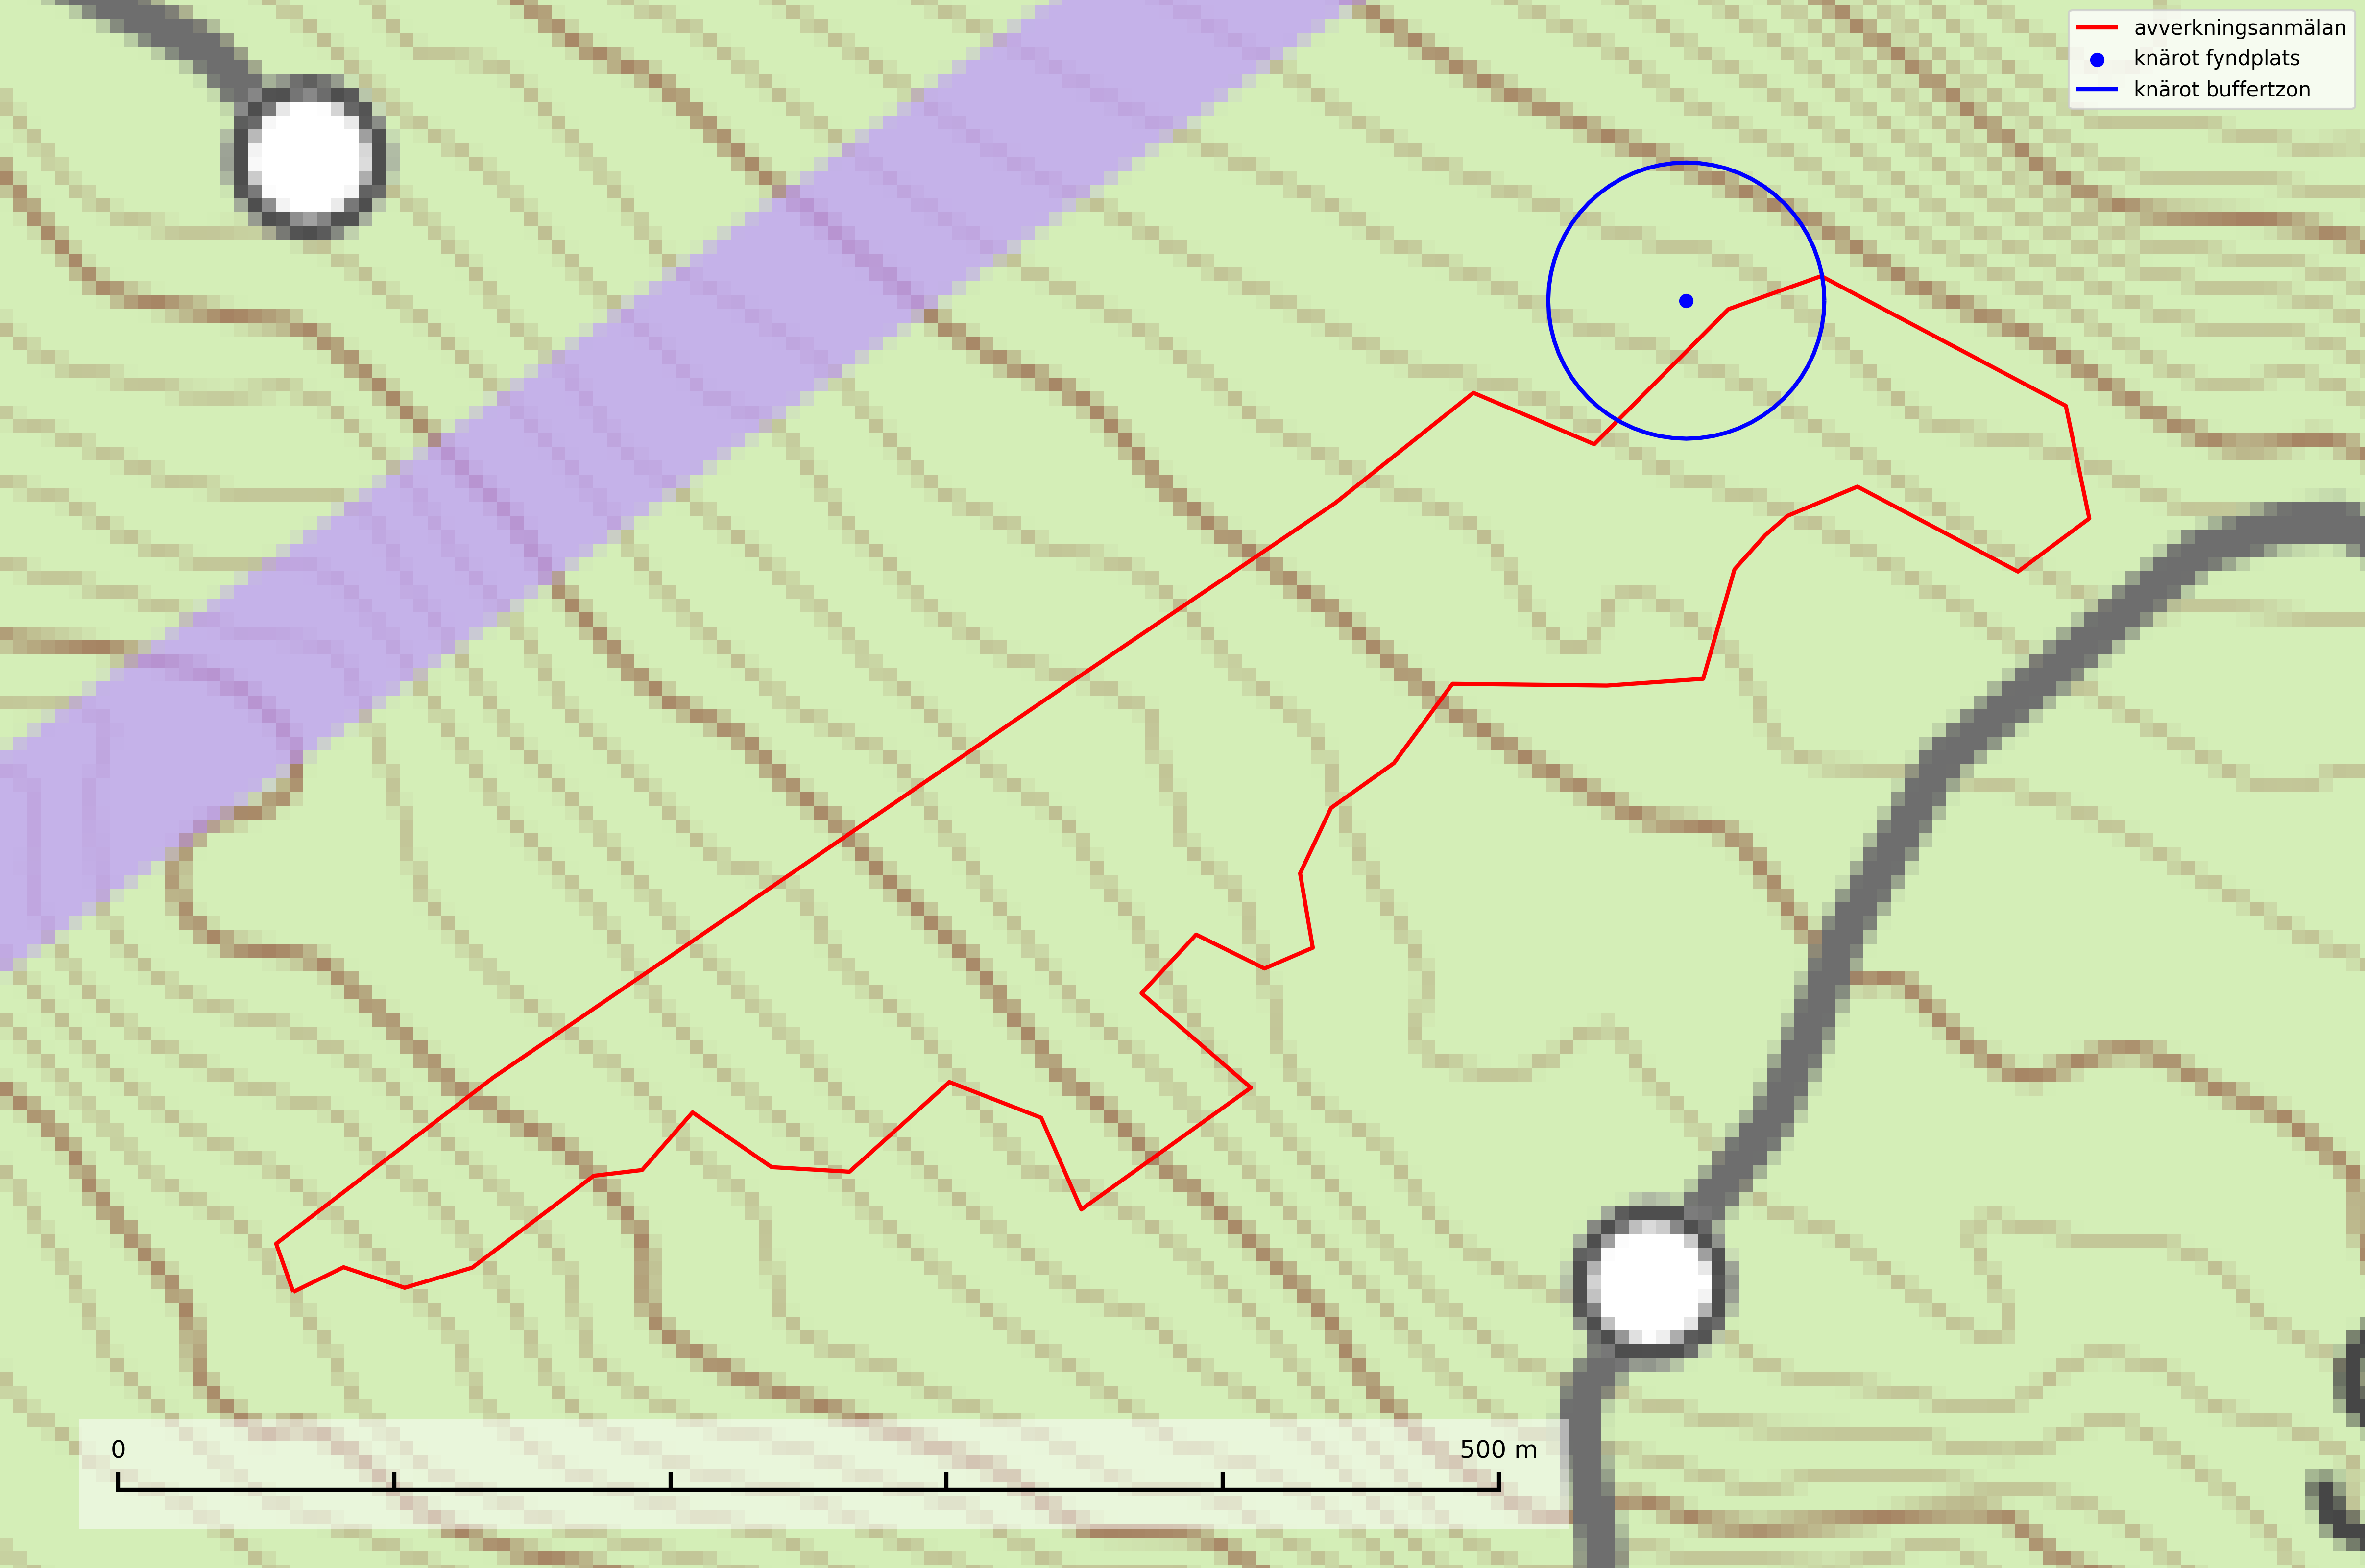 avverkningsanmälan
knärot fyndplats
knärot buffertzon
0 500 m